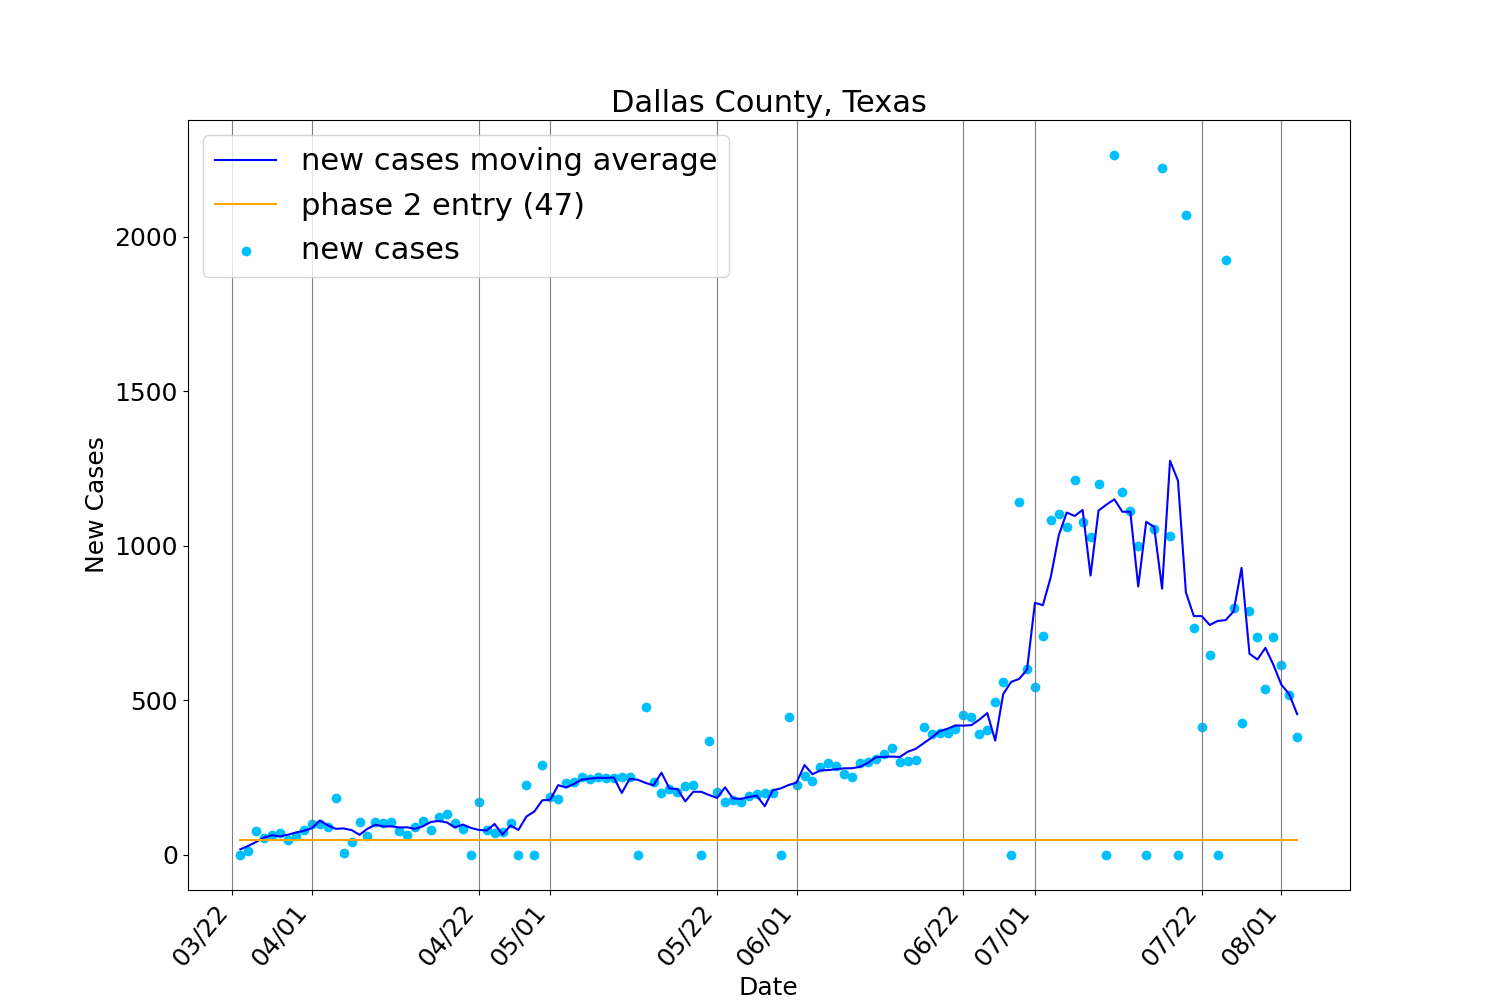 Dallas County, Texas
new cases moving average
phase 2 entry (47)
new cases
New Cases
2000
1500
1000
500
0
03/22
04/01
04/22
05/01
05/22
06/01
06/22
07/01
07/22
08/01
Date